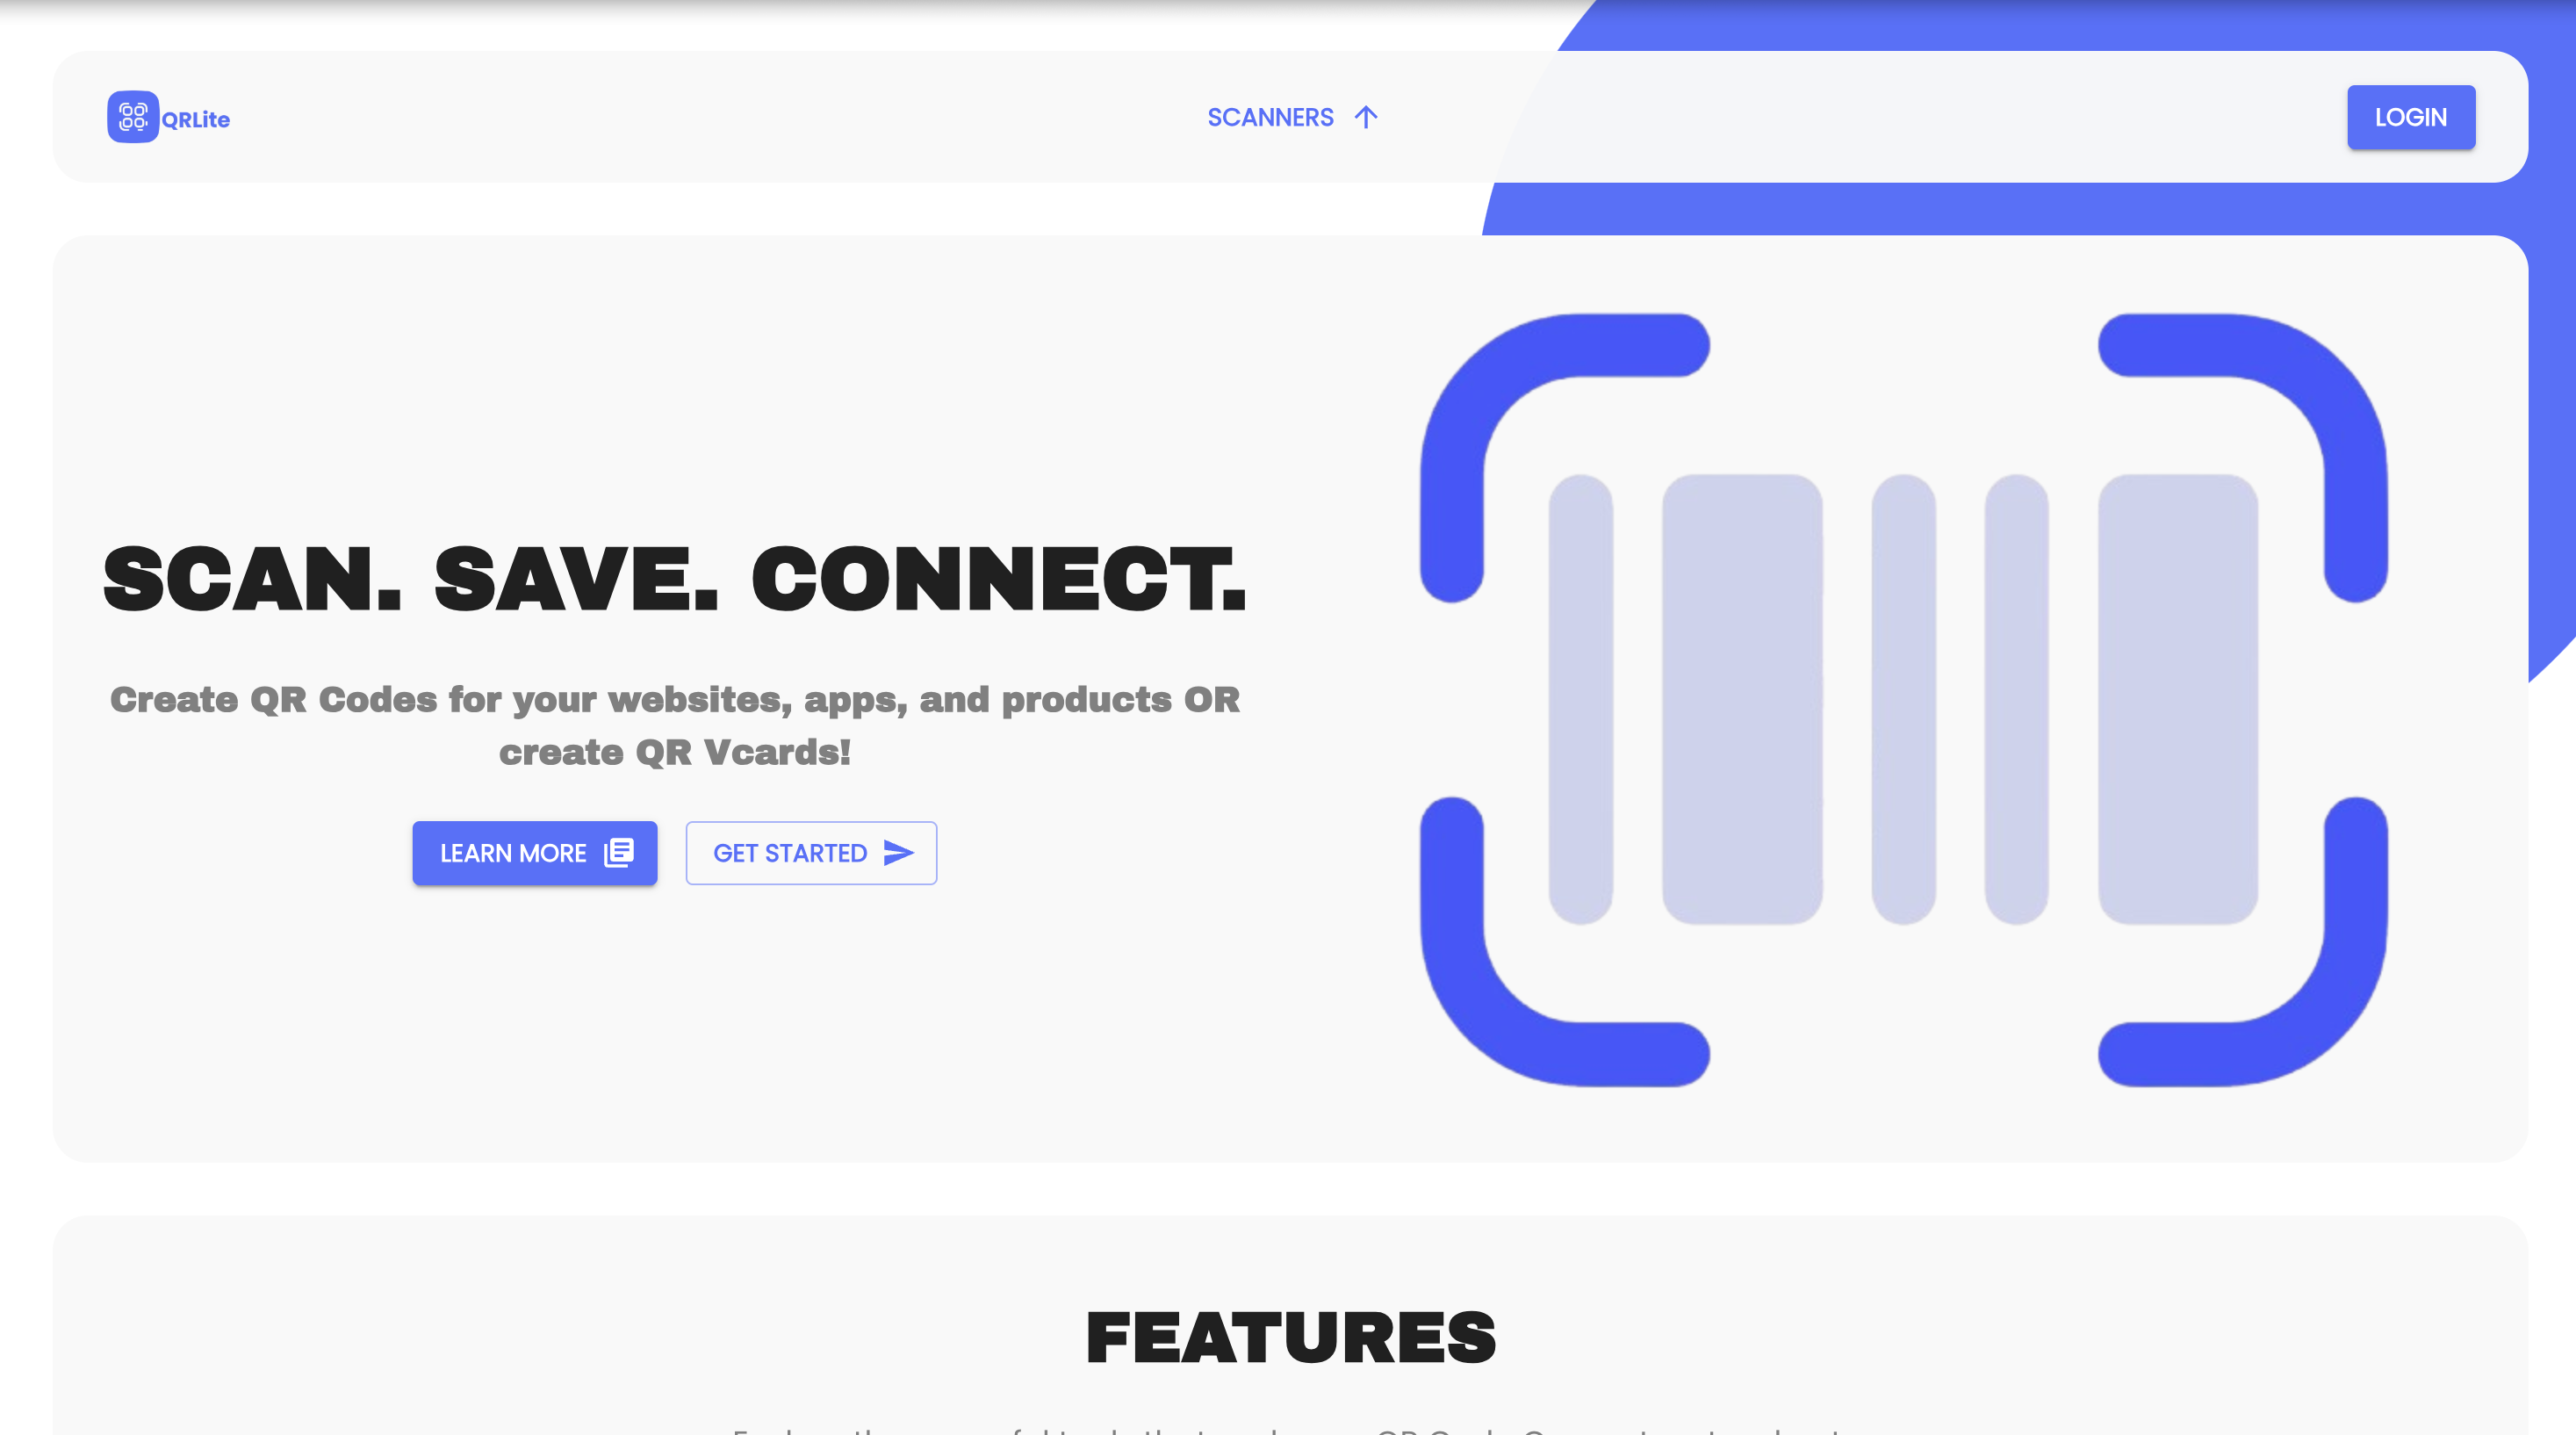 QRLite
SCANNERS
LOGIN
SCAN. SAVE. CONNECT.
Create QR Codes for your websites, apps, and products OR
create QR Vcards!
LEARN MORE
GET STARTED
FEATURES